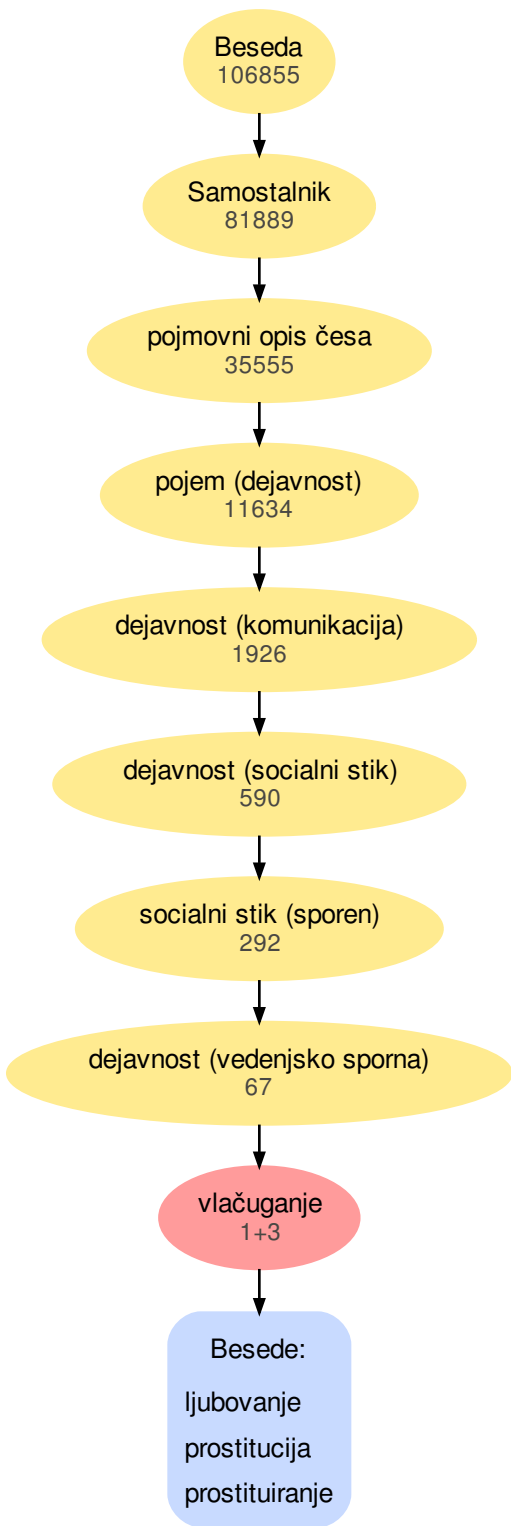 Beseda
106855
Samostalnik
81889
pojmovni opis česa
35555
pojem (dejavnost)
11634
dejavnost (komunikacija)
1926
dejavnost (socialni stik)
590
socialni stik (sporen)
292
dejavnost (vedenjsko sporna)
67
vlačuganje
1+3
Besede:
ljubovanje
prostitucija
prostituiranje